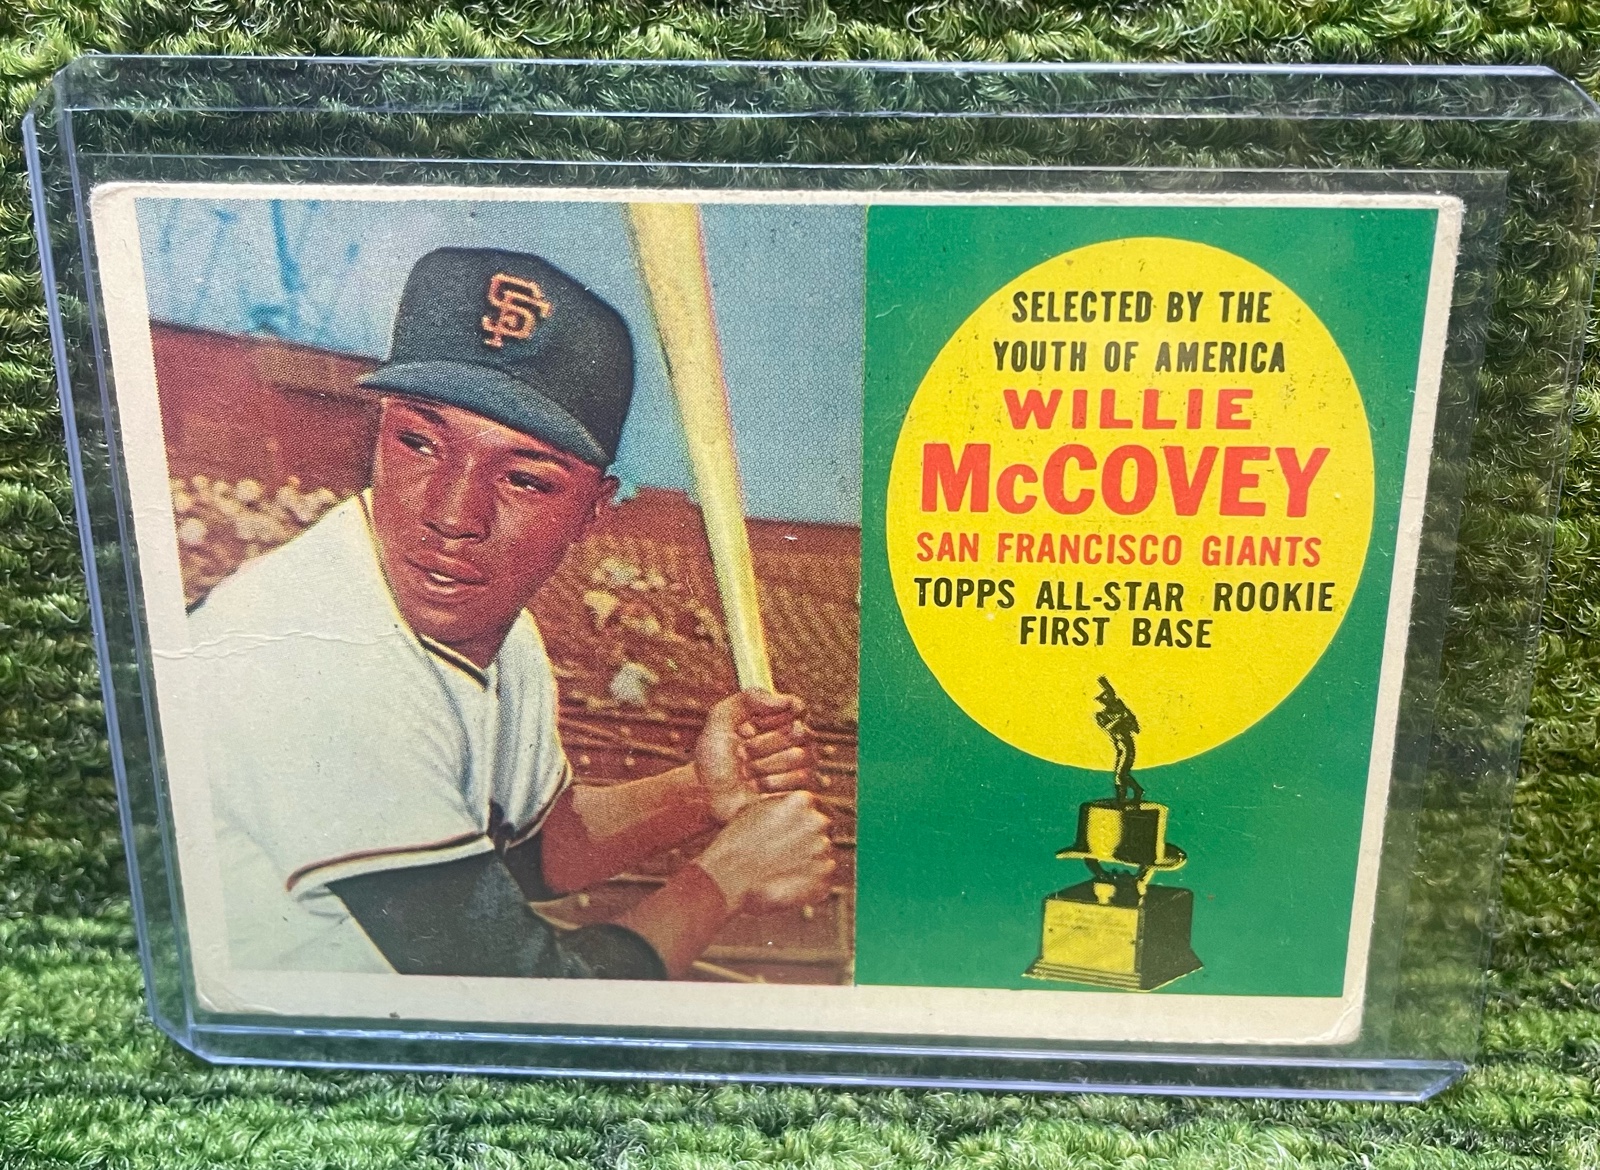 SF
SELECTED BY THE
YOUTH OF AMERICA
WILLIE
McCOVEY
SAN FRANCISCO GIANTS
TOPPS ALL-STAR ROOKIE
FIRST BASE